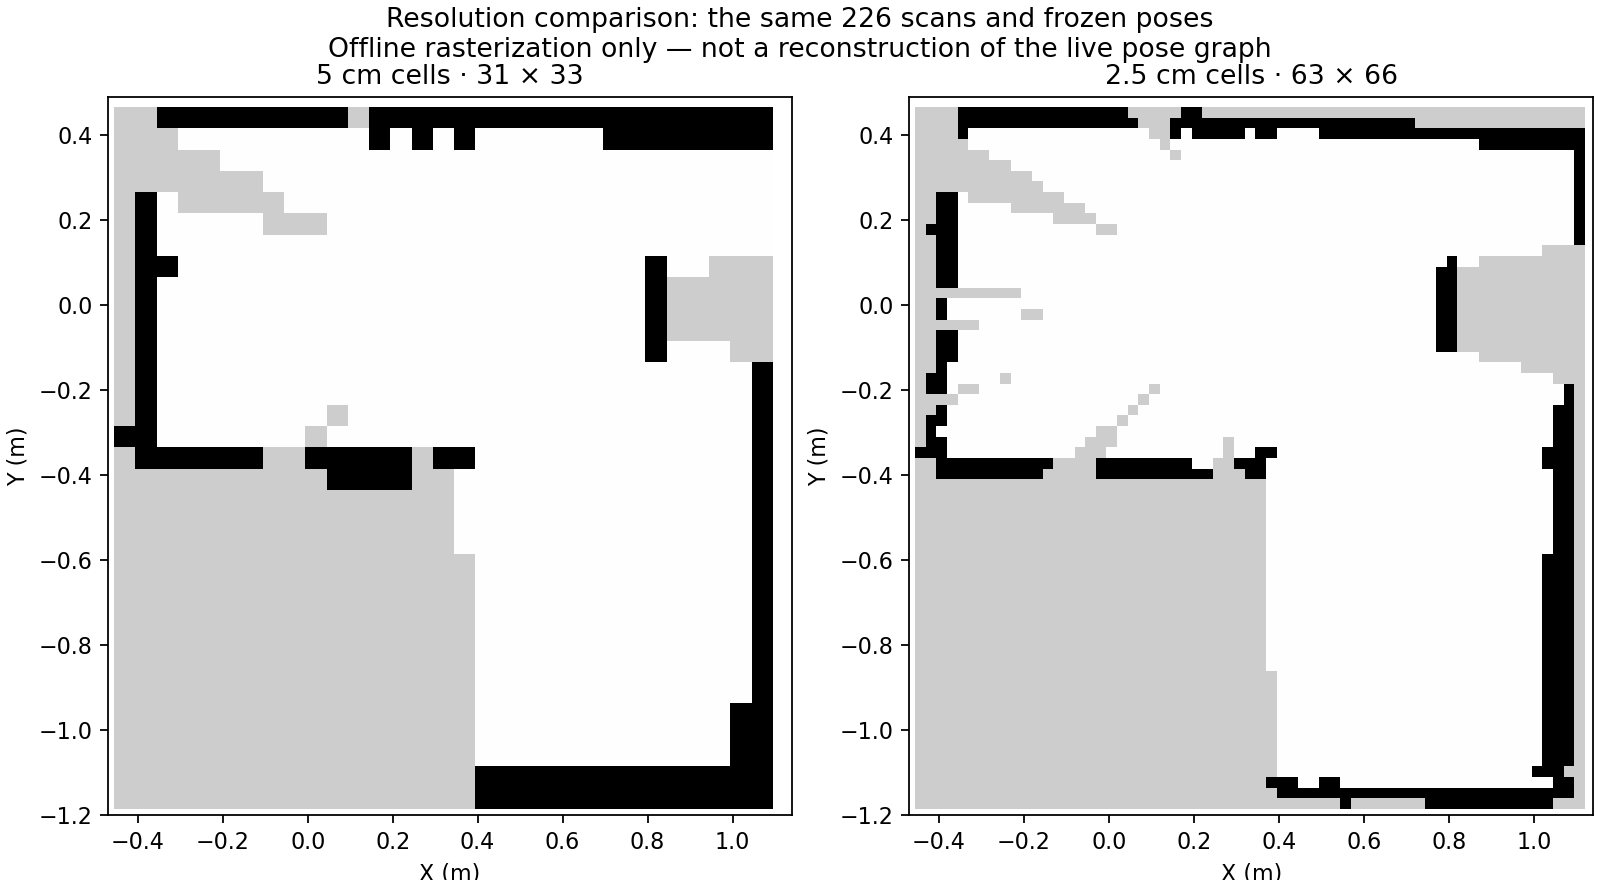 Resolution comparison: the same 226 scans and frozen poses
Offline rasterization only — not a reconstruction of the live pose graph
5 cm cells · 31 × 33
2.5 cm cells · 63 × 66
0.4
0.2
0.0
−0.2
−0.4
−0.6
−0.8
−1.0
−1.2
Y (m)
−0.4 −0.2 0.0 0.2 0.4 0.6 0.8 1.0
X (m)
0.4
0.2
0.0
−0.2
−0.4
−0.6
−0.8
−1.0
−1.2
Y (m)
−0.4 −0.2 0.0 0.2 0.4 0.6 0.8 1.0
X (m)